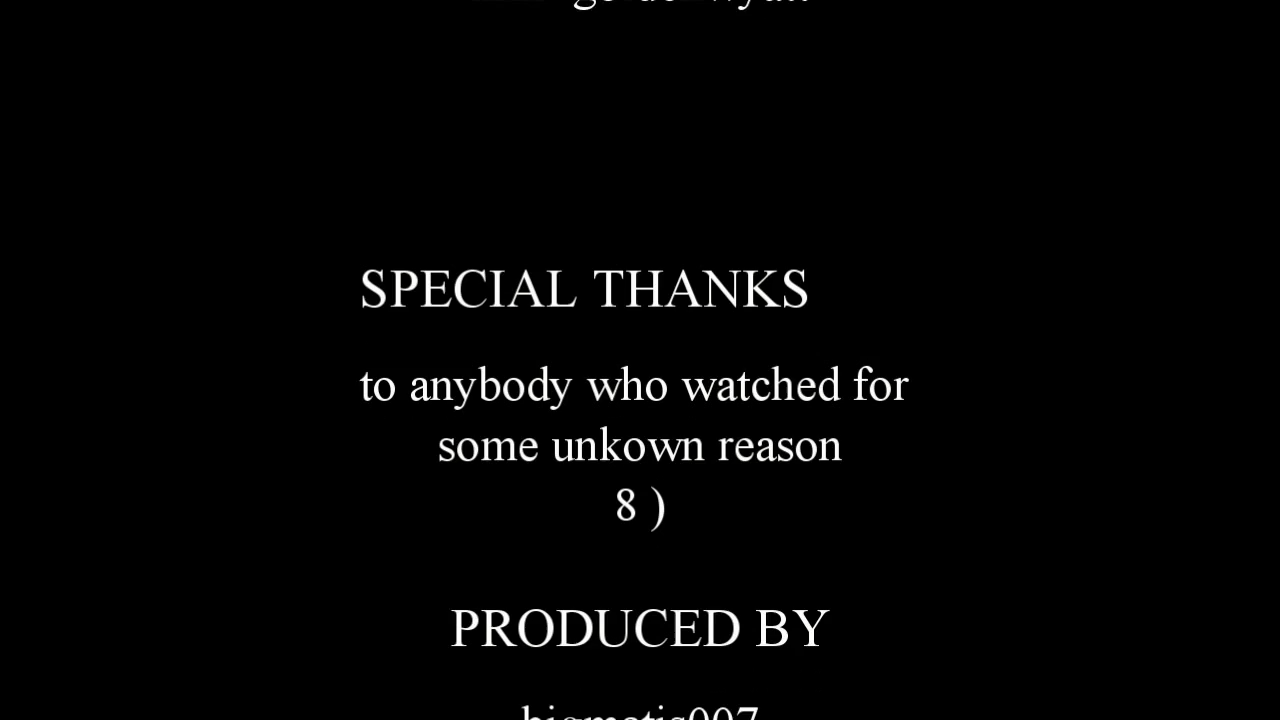 SPECIAL THANKS
to anybody who watched for
some unkown reason
8 )
PRODUCED BY